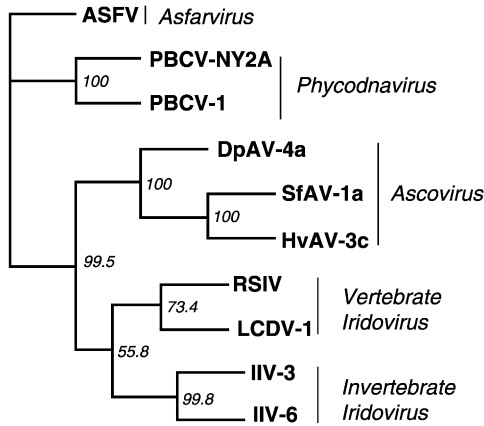 ASFV Asfarvirus
PBCV-NY2A
100 Phycodnavirus
PBCV-1
DpAV-4a
100
SfAV-1a Ascovirus
100
HvAV-3c
99.5
RSIV
73.4 Vertebrate
Iridovirus
LCDV-1
55.8
IIV-3
99.8 Invertebrate
Iridovirus
IIV-6